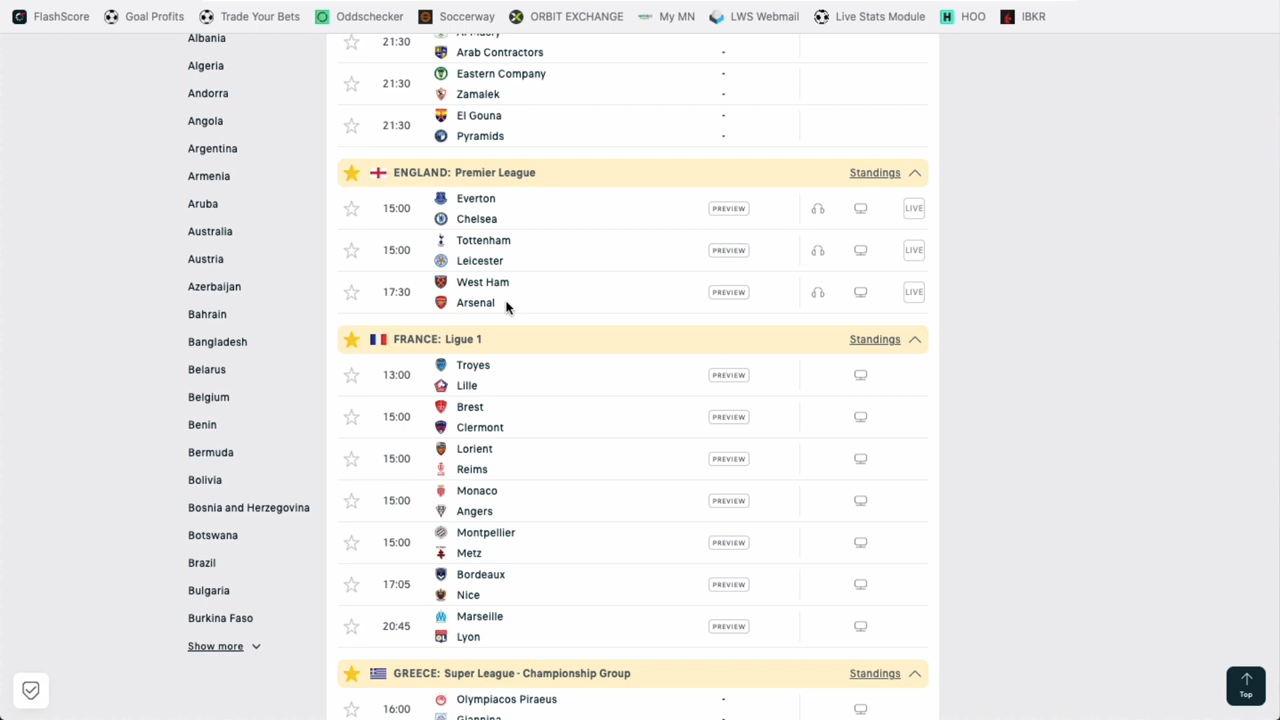 FlashScore Goal Profits Trade Your Bets Oddschecker Soccerway ORBIT EXCHANGE My MN LWS Webmail Live Stats Module HOO IBKR
Albania
Algeria
Andorra
Angola
Argentina
Armenia
Aruba
Australia
Austria
Azerbaijan
Bahrain
Bangladesh
Belarus
Belgium
Benin
Bermuda
Bolivia
Bosnia and Herzegovina
Botswana
Brazil
Bulgaria
Burkina Faso
Show more
21:30
Arab Contractors -
21:30
Eastern Company -
Zamalek -
21:30
El Gouna -
Pyramids -
ENGLAND: Premier League Standings
15:00
Everton
Chelsea
PREVIEW LIVE
15:00
Tottenham
Leicester
PREVIEW LIVE
17:30
West Ham
Arsenal
PREVIEW LIVE
FRANCE: Ligue 1 Standings
13:00
Troyes
Lille
PREVIEW
15:00
Brest
Clermont
PREVIEW
15:00
Lorient
Reims
PREVIEW
15:00
Monaco
Angers
PREVIEW
15:00
Montpellier
Metz
PREVIEW
17:05
Bordeaux
Nice
PREVIEW
20:45
Marseille
Lyon
PREVIEW
GREECE: Super League - Championship Group Standings
16:00
Olympiacos Piraeus -
Giannina -
Top